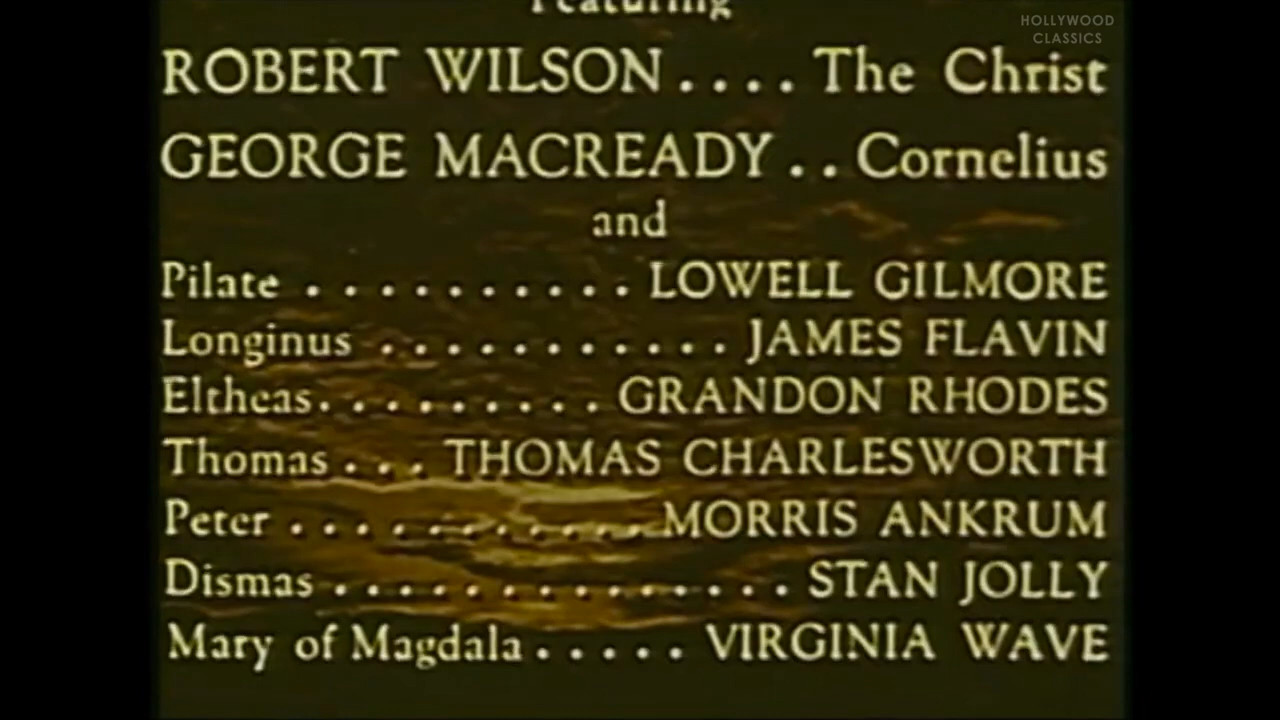 Featuring
HOLLYWOOD
CLASSICS
ROBERT WILSON .... The Christ
GEORGE MACREADY .. Cornelius
and
Pilate .......... LOWELL GILMORE
Longinus ........... JAMES FLAVIN
Eltheas.......... GRANDON RHODES
Thomas ... THOMAS CHARLESWORTH
Peter ........... MORRIS ANKRUM
Dismas .............. STAN JOLLY
Mary of Magdala ..... VIRGINIA WAVE